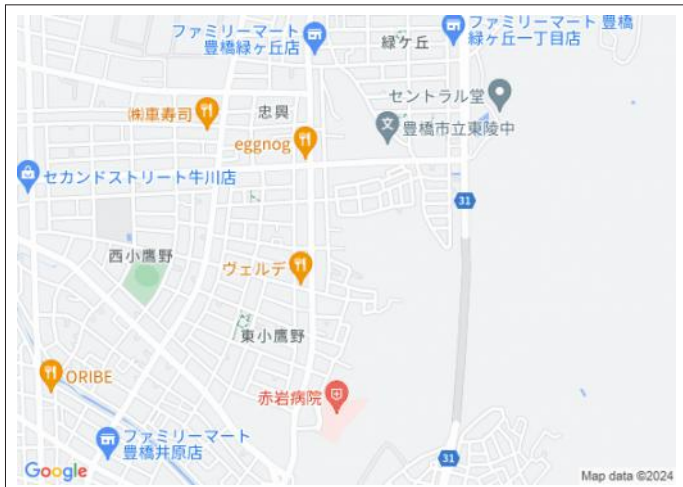 ファミリーマート
豊橋緑ヶ丘店
緑ケ丘
ファミリーマート 豊橋
緑ヶ丘一丁目店
セントラル堂
㈱車寿司
忠興
eggnog
豊橋市立東陵中
セカンドストリート牛川店
31
西小鷹野
ヴェルデ
東小鷹野
ORIBE
赤岩病院
ファミリーマート
豊橋井原店
31
Google
Map data ©2024